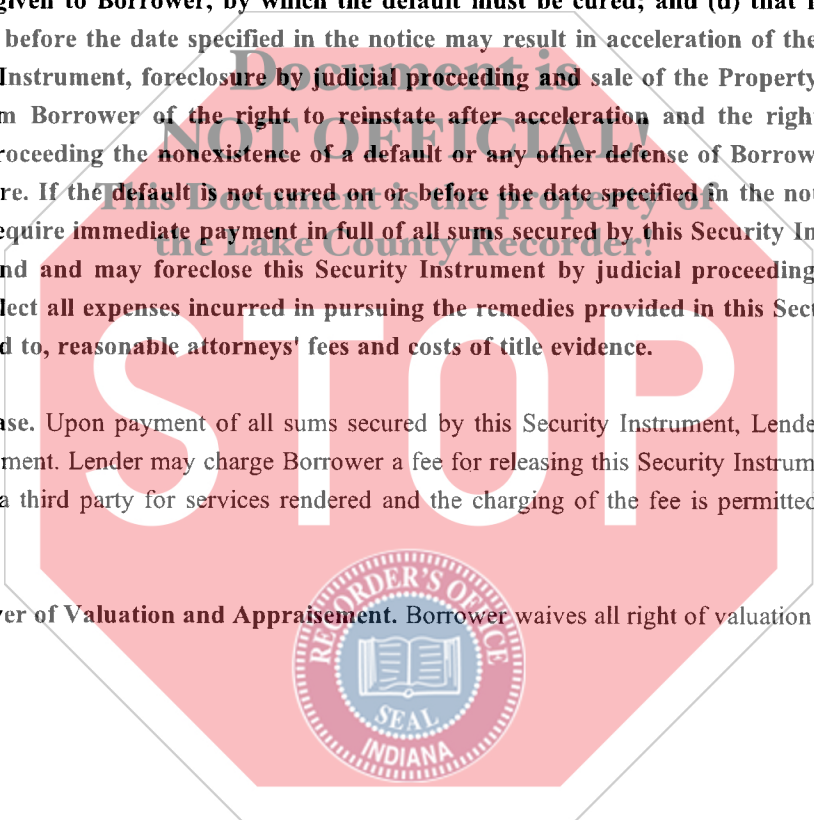 given to Borrower, by which the default must be cured; and (d) that
before the date specified in the notice may result in acceleration of the
Instrument, foreclosure by judicial proceeding and sale of the Property
Borrower of the right to reinstate after acceleration and the right
roceeding the nonexistence of a default or any other defense of Borrow
re. If the default is not cured on or before the date specified in the not
equire immediate payment in full of all sums secured by this Security In
nd and may foreclose this Security Instrument by judicial proceeding
lect all expenses incurred in pursuing the remedies provided in this Sect
d to, reasonable attorneys' fees and costs of title evidence.
ase. Upon payment of all sums secured by this Security Instrument, Lende
ment. Lender may charge Borrower a fee for releasing this Security Instrum
a third party for services rendered and the charging of the fee is permitted
ver of Valuation and Appraisement. Borrower waives all right of valuation
Document is
NOT OFFICIAL!
This Document is the property of
the Lake County Recorder!
STOP
RECORDER'S OFFICE
SEAL
INDIANA